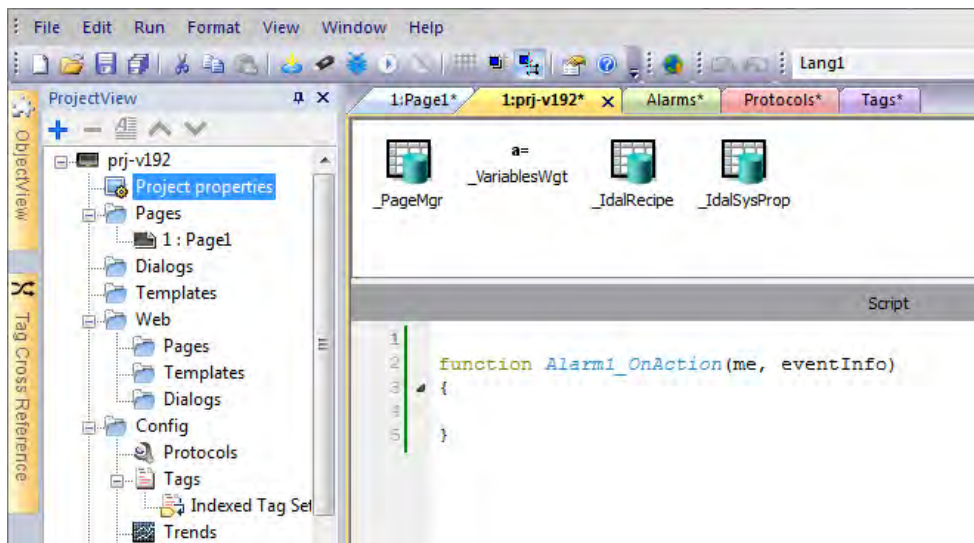 File Edit Run Format View Window Help
Lang1
ObjectView
Tag Cross Reference
ProjectView
prj-v192
Project properties
Pages
1 : Page1
Dialogs
Templates
Web
Pages
Templates
Dialogs
Config
Protocols
Tags
Indexed Tag Set
Trends
1:Page1* 1:prj-v192* Alarms* Protocols* Tags*
a=
_PageMgr _VariablesWgt _IdalRecipe _IdalSysProp
Script
1
2 function Alarm1_OnAction(me, eventInfo)
3 {
4
5 }